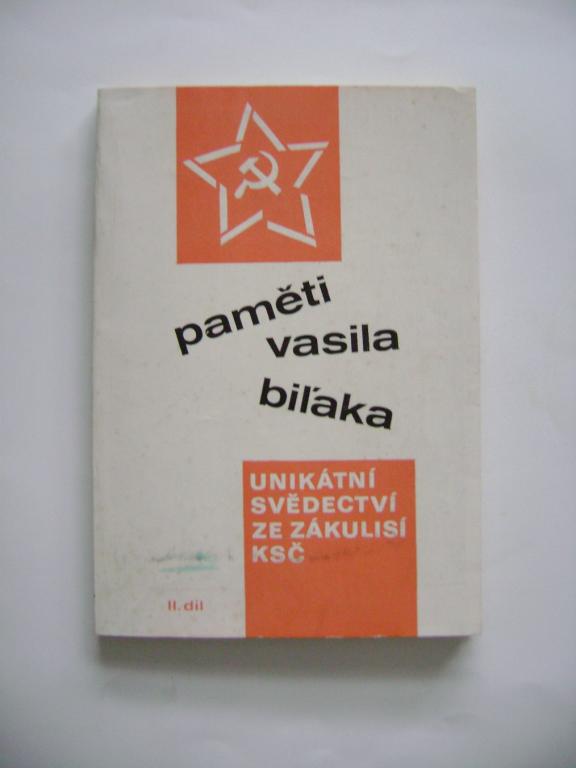 paměti
vasila
biľaka
UNIKÁTNÍ
SVĚDECTVÍ
ZE ZÁKULISÍ
KSČ
II. díl